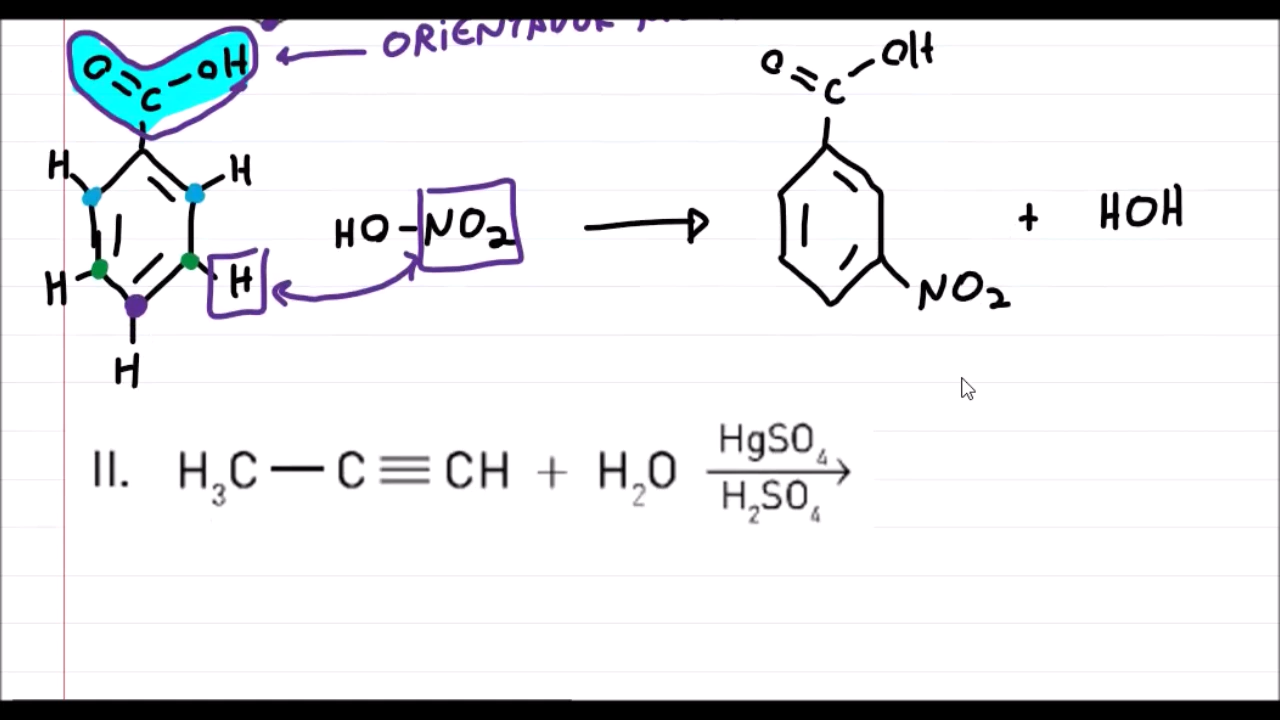 ORIENTADOR
O=C-OH
O=C-OH
H H
HO-NO2 + HOH
H H
NO2
H
II. H3C-C≡CH + H2O HgSO4
H2SO4